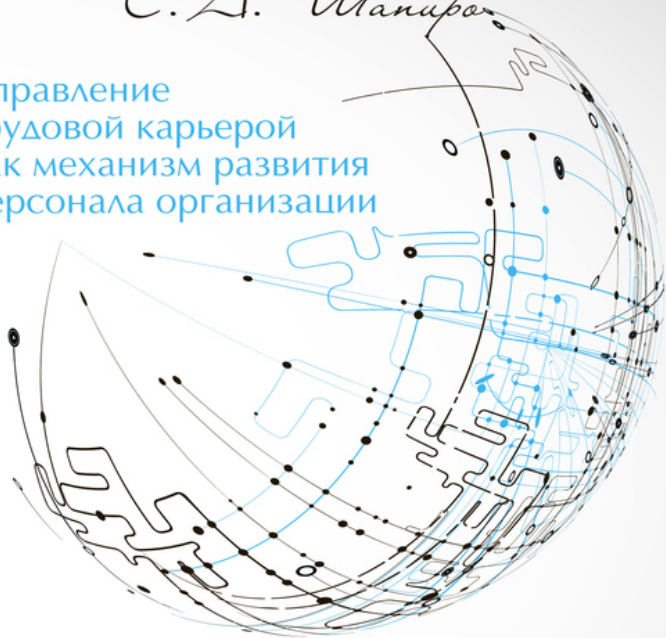 С. Д. Шапиро
правление
рудовой карьерой
ак механизм развития
ерсонала организации